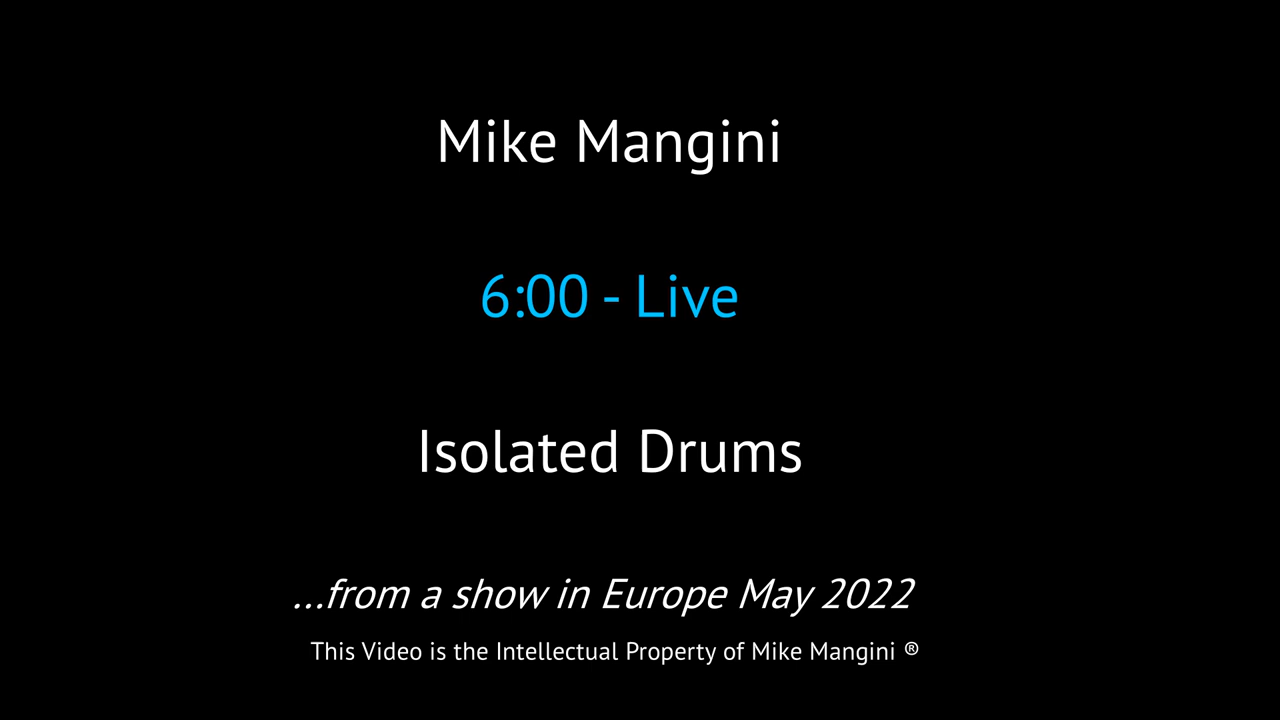 Mike Mangini
6:00 - Live
Isolated Drums
...from a show in Europe May 2022
This Video is the Intellectual Property of Mike Mangini ®